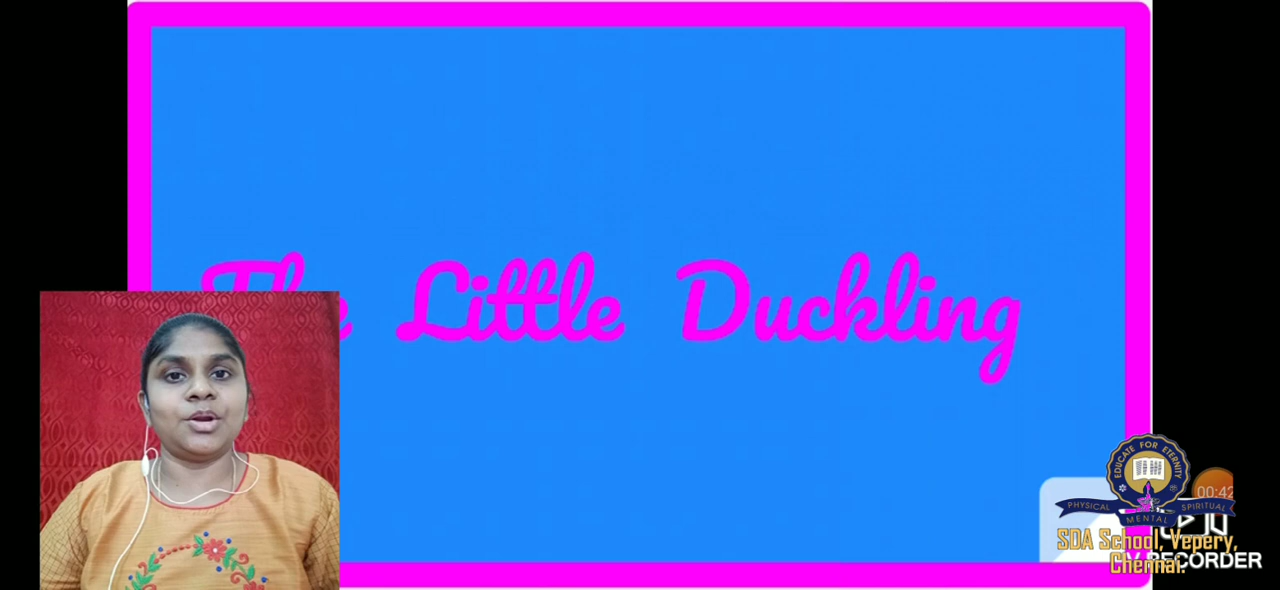 The Little Duckling
EDUCATE FOR ETERNITY
PHYSICAL MENTAL SPIRITUAL
00:42
SDA School, Vepery,
Chennai.
RECORDER